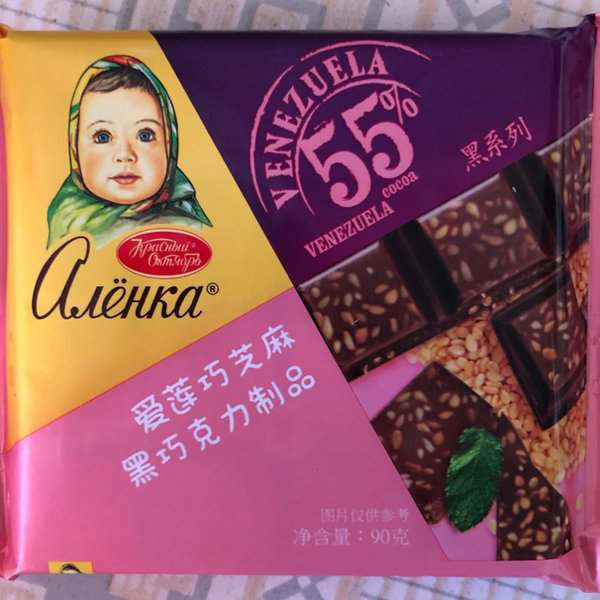 VENEZUELA
55%
cocoa
VENEZUELA
黑系列
Красный
Октябрь
Алёнка®
爱莲巧芝麻
黑巧克力制品
图片仅供参考
净含量：90克